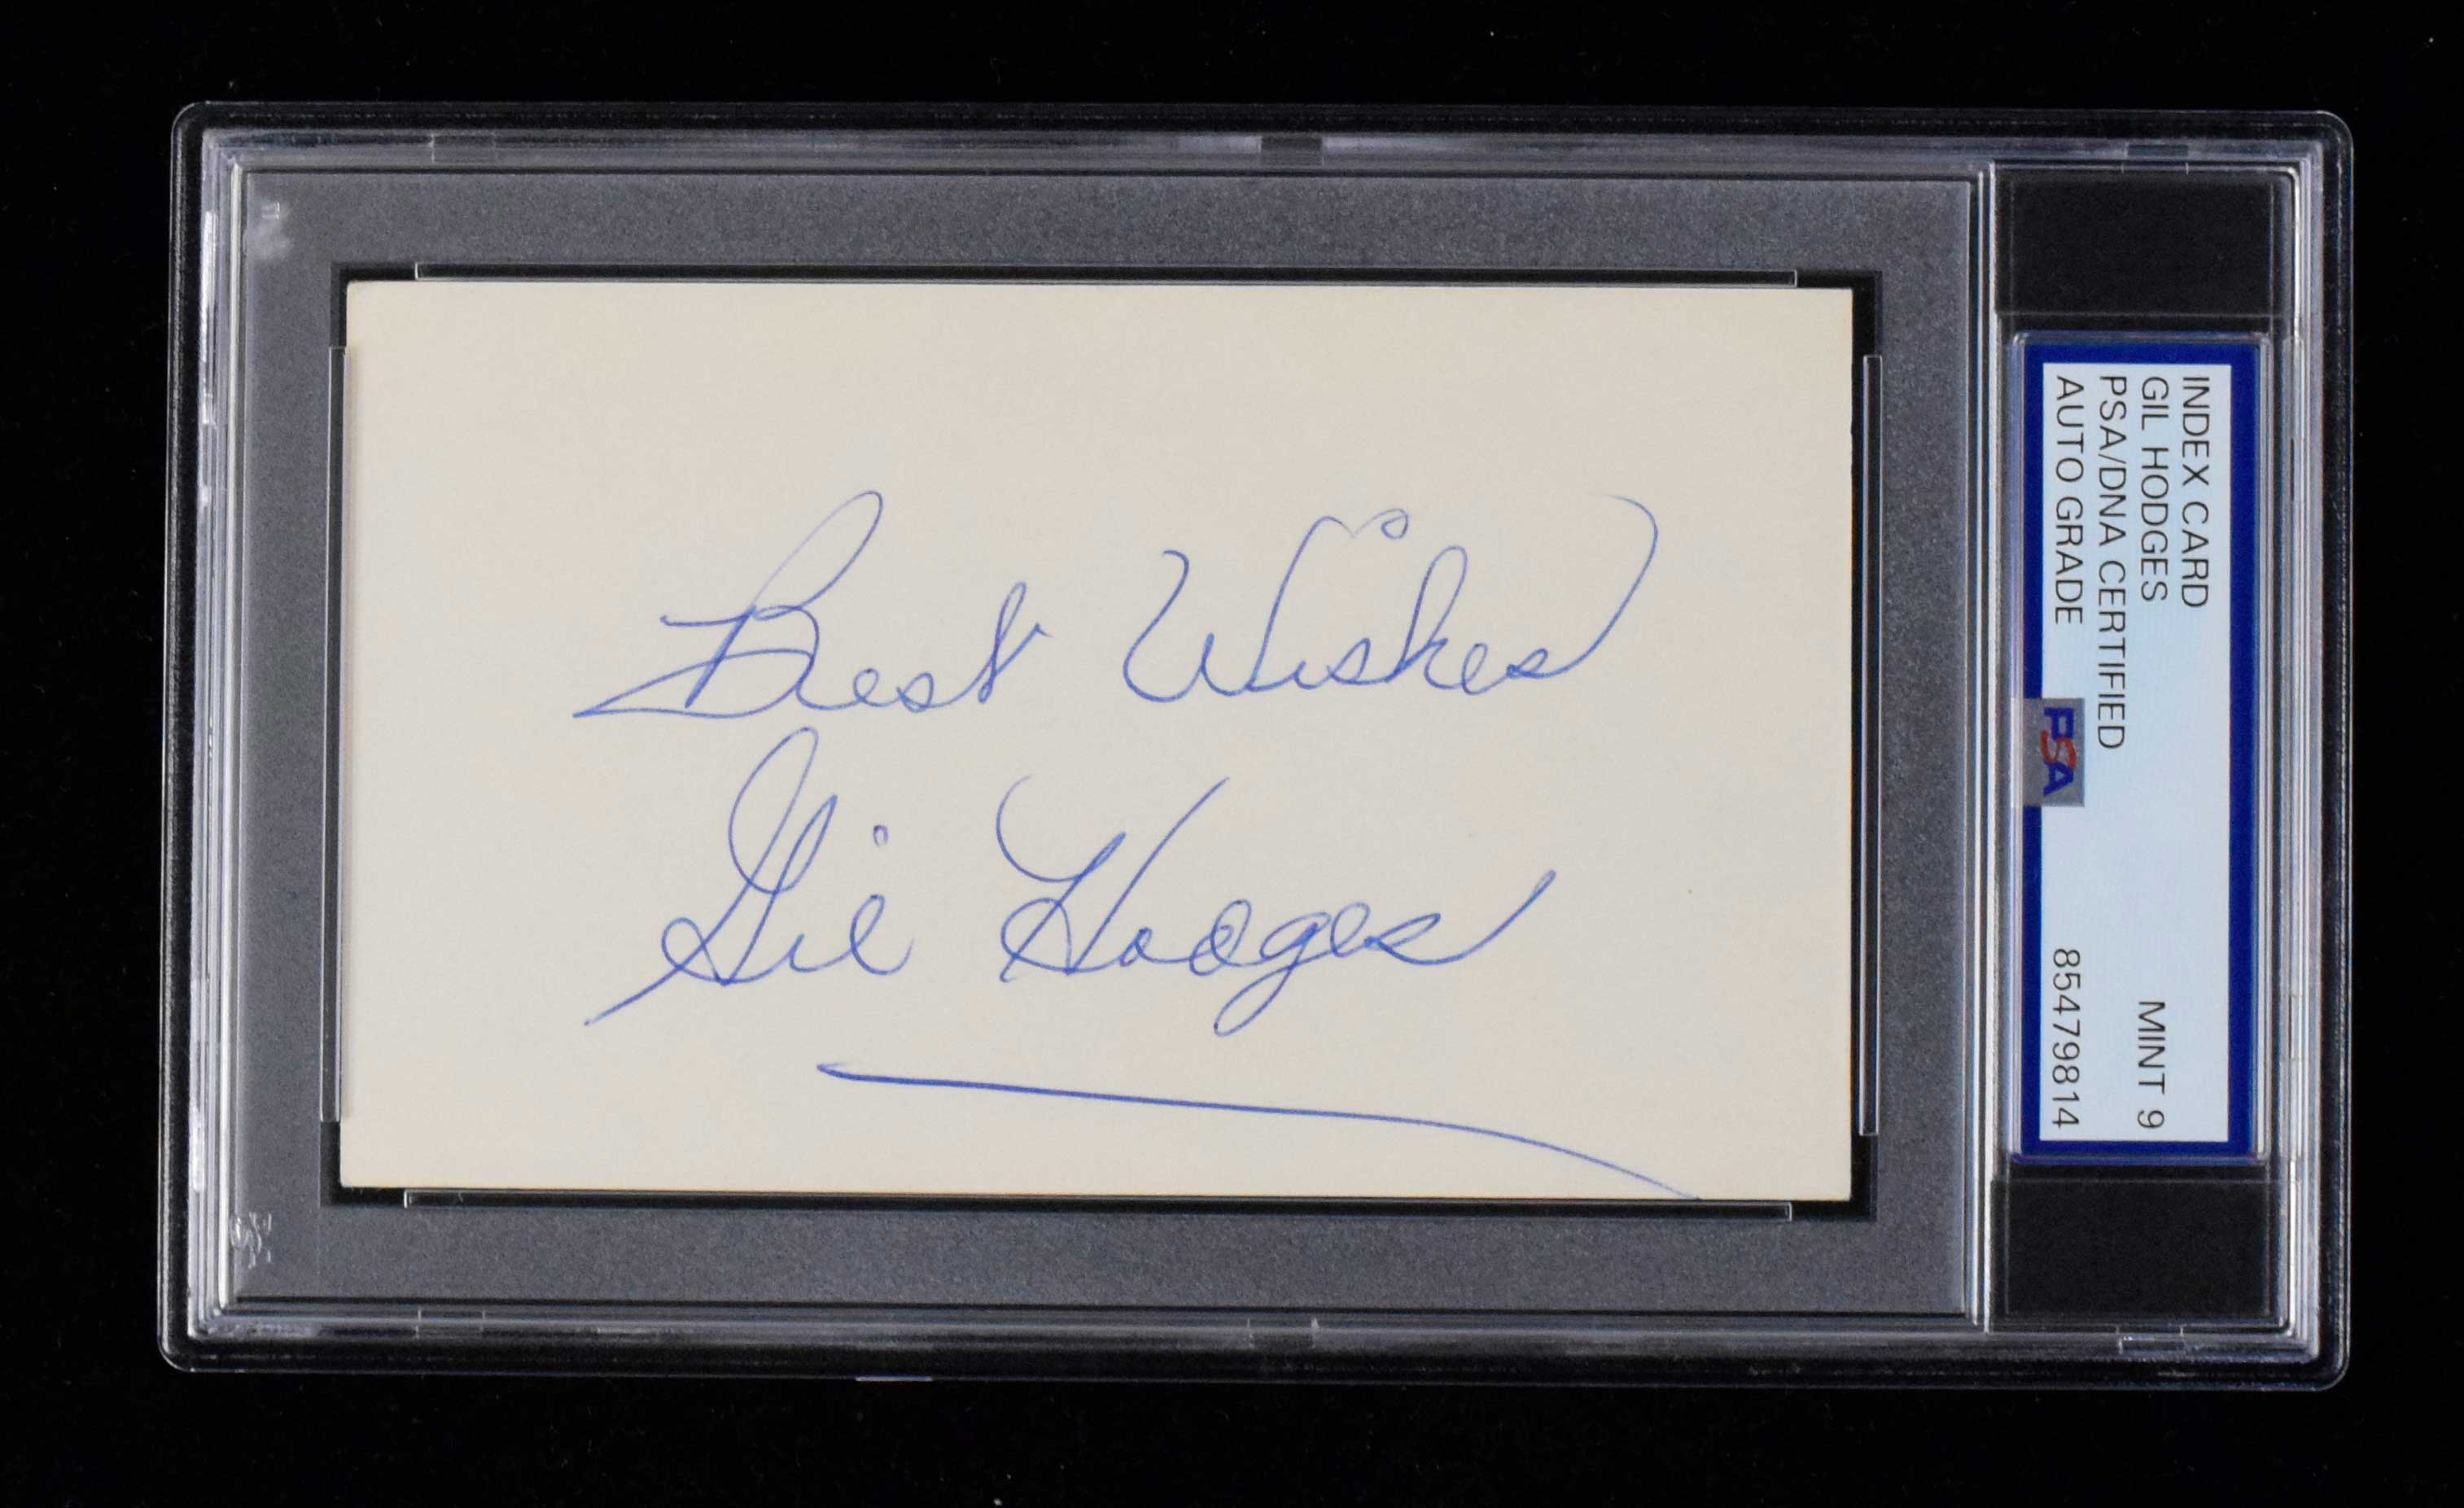 Best Wishes
Gil Hodges
INDEX CARD
GIL HODGES MINT 9
PSA/DNA CERTIFIED
AUTO GRADE 85479814
PSA